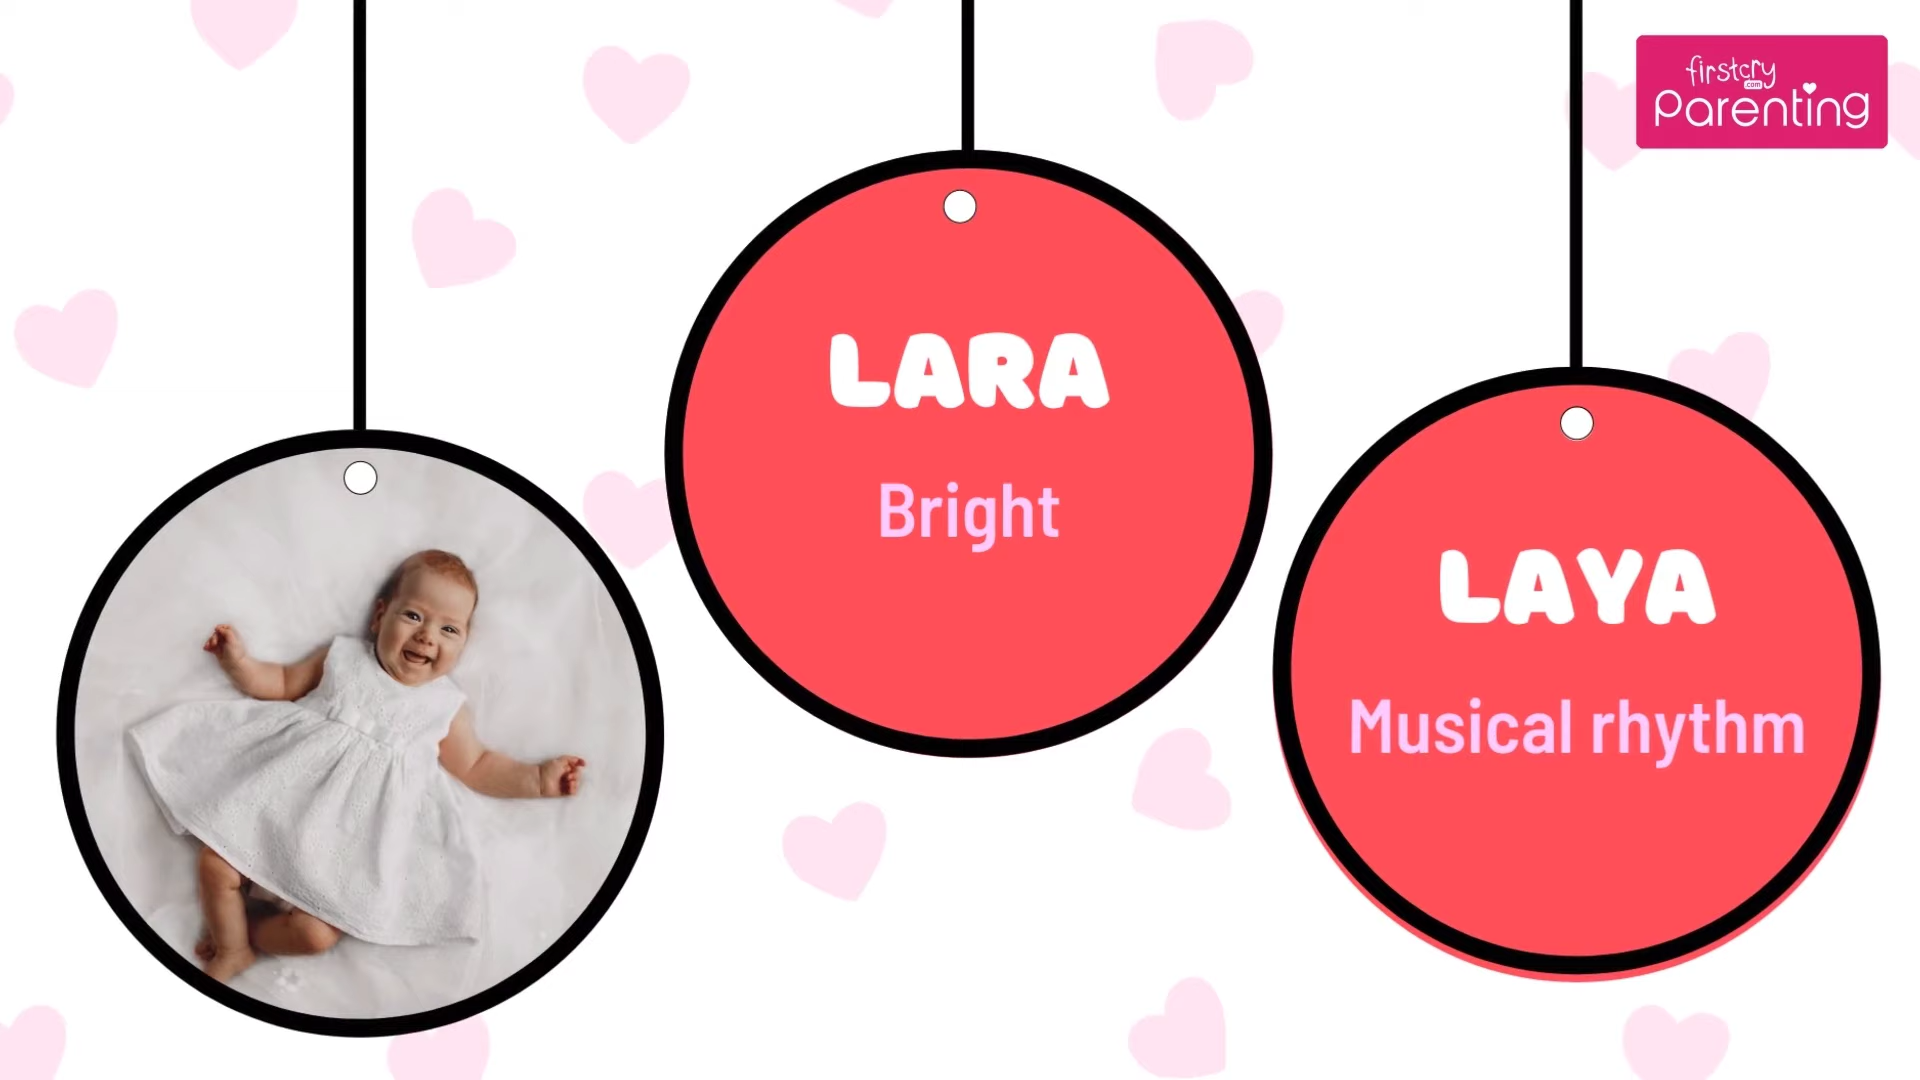 firstcry
.com
Parenting
LARA
Bright
LAYA
Musical rhythm